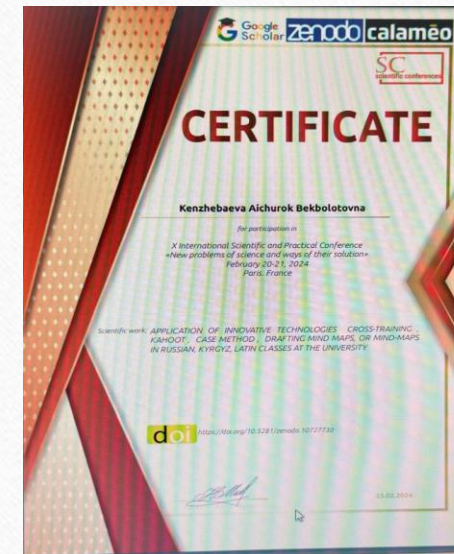 Google Scholar zenodo calamēo
SC
scientific conferences
CERTIFICATE
Kenzhebaeva Aichurok Bekbolotovna
for participation in
X International Scientific and Practical Conference
«New problems of science and ways of their solution»
February 20-21, 2024
Paris. France
Scientific work: APPLICATION OF INNOVATIVE TECHNOLOGIES CROSS-TRAINING ,
KAHOOT , CASE METHOD , DRAFTING MIND MAPS, OR MIND-MAPS
IN RUSSIAN, KYRGYZ, LATIN CLASSES AT THE UNIVERSITY
doi https://doi.org/10.5281/zenodo.10727730